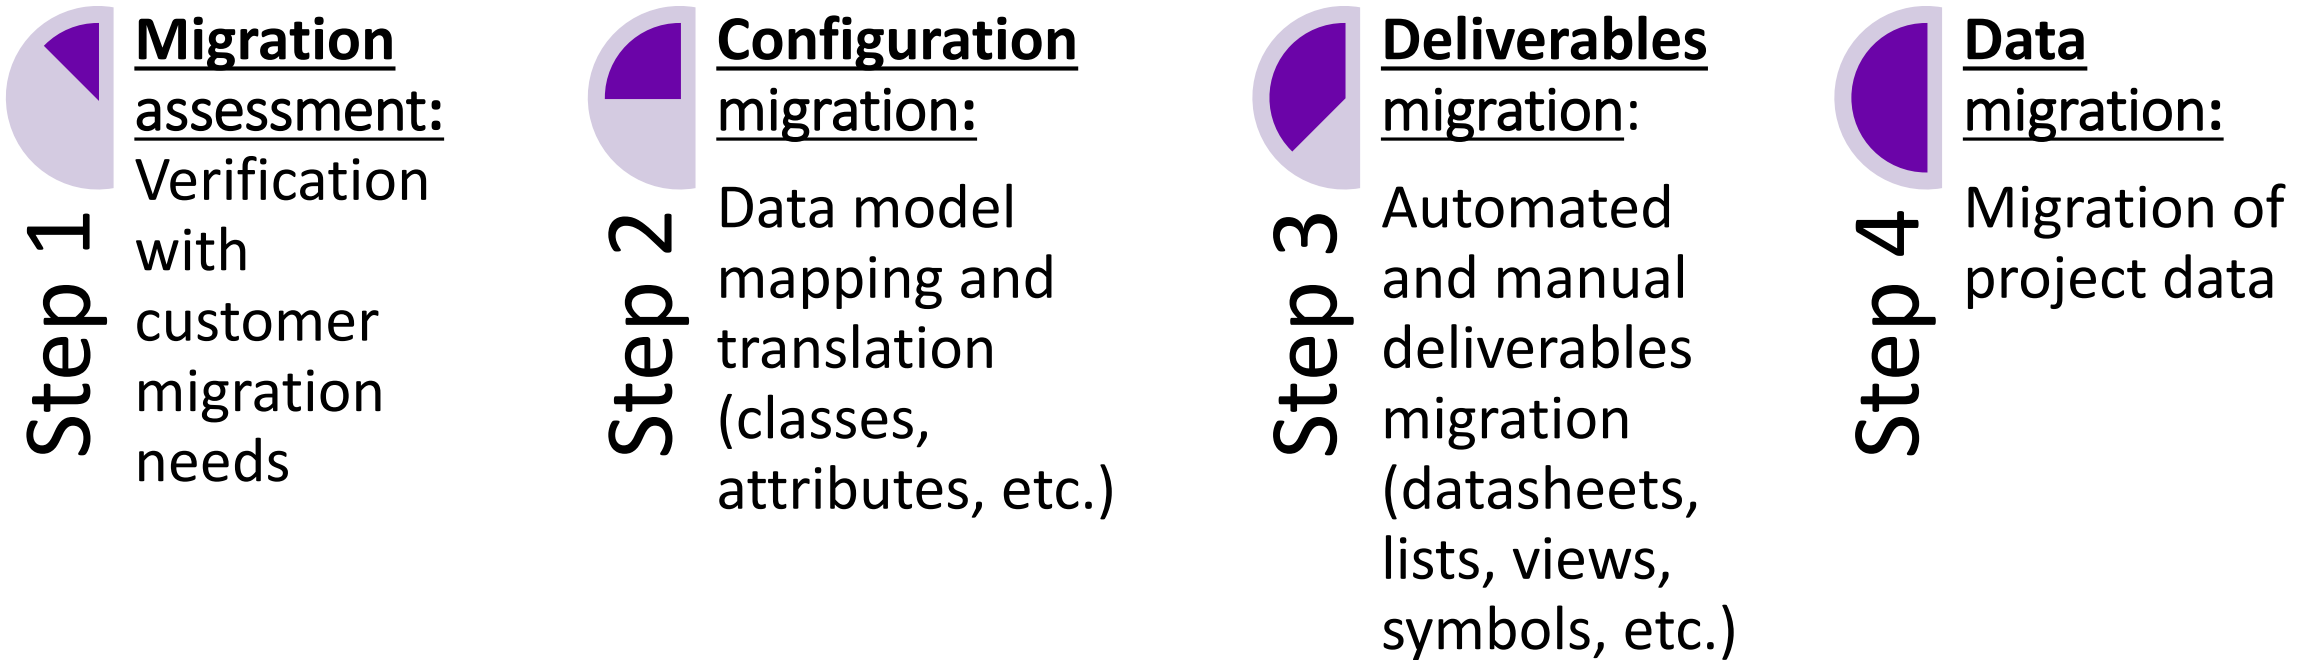 Step 1
Migration
assessment:
Verification
with
customer
migration
needs
Step 2
Configuration
migration:
Data model
mapping and
translation
(classes,
attributes, etc.)
Step 3
Deliverables
migration:
Automated
and manual
deliverables
migration
(datasheets,
lists, views,
symbols, etc.)
Step 4
Data
migration:
Migration of
project data